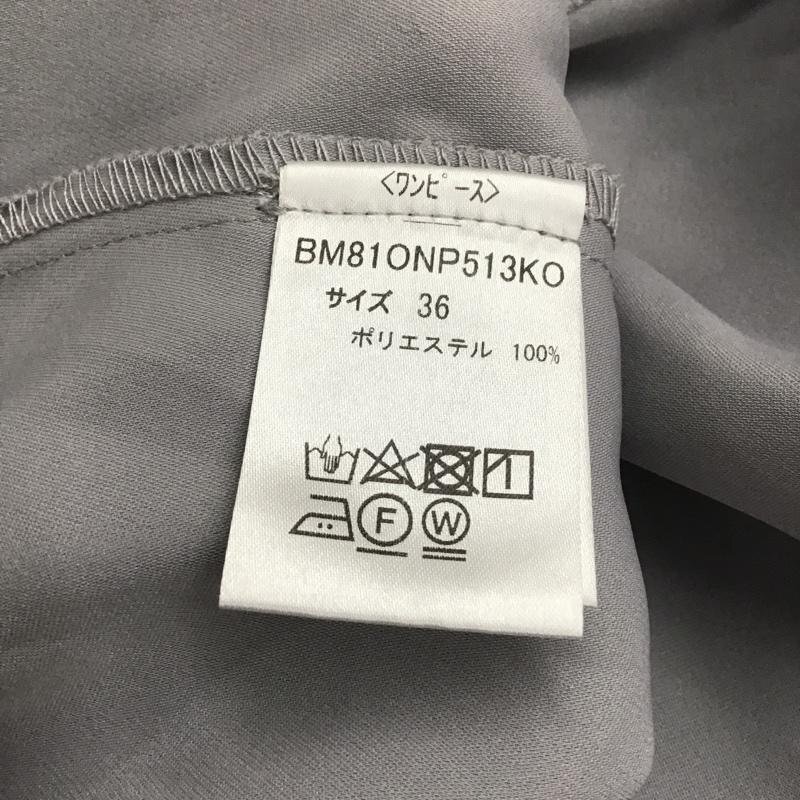 <ワンピース>
BM81ONP513KO
サイズ 36
ポリエステル 100%
F W